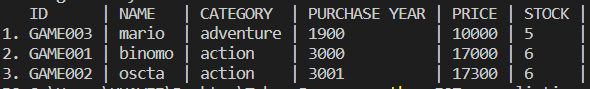 ID | NAME | CATEGORY | PURCHASE YEAR | PRICE | STOCK |
1. GAME003 | mario | adventure | 1900 | 10000 | 5
2. GAME001 | binomo | action | 3000 | 17000 | 6
3. GAME002 | oscta | action | 3001 | 17300 | 6